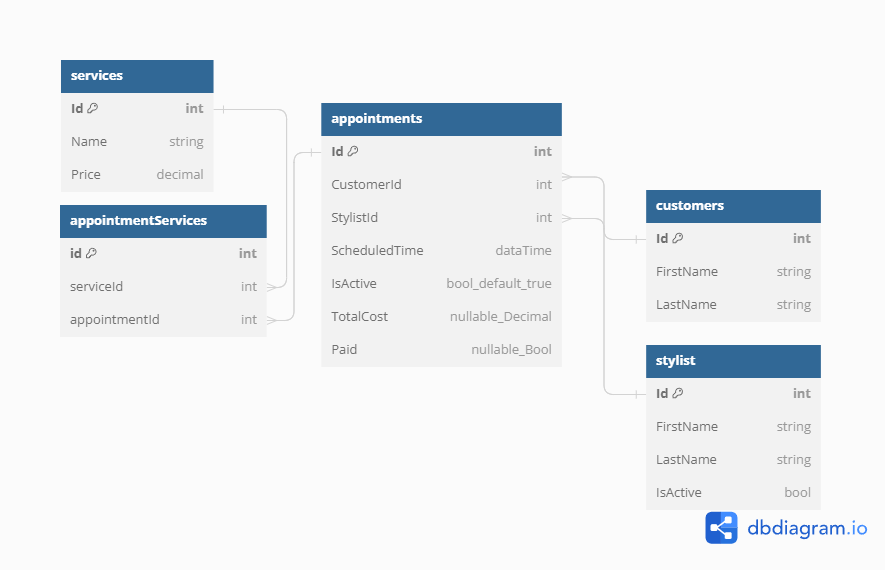 services
Id int
Name string
Price decimal
appointmentServices
id int
serviceId int
appointmentId int
appointments
Id int
CustomerId int
StylistId int
ScheduledTime dataTime
IsActive bool_default_true
TotalCost nullable_Decimal
Paid nullable_Bool
customers
Id int
FirstName string
LastName string
stylist
Id int
FirstName string
LastName string
IsActive bool
dbdiagram.io